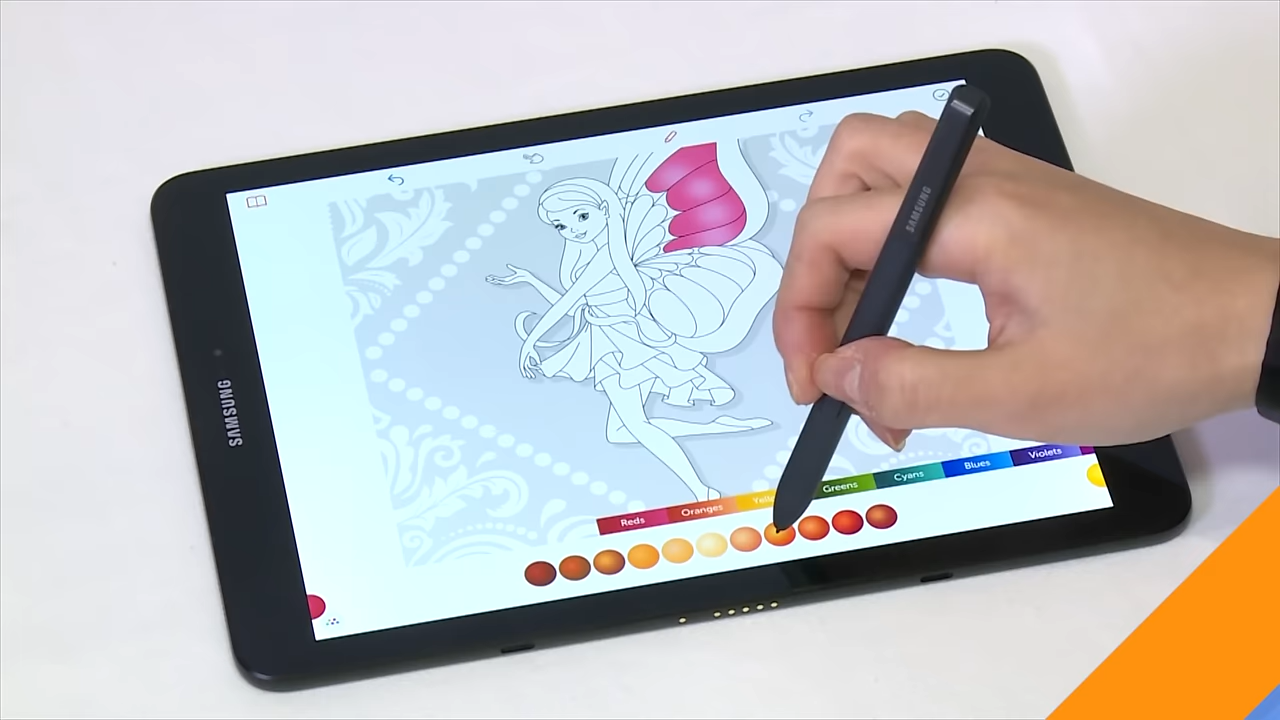 SAMSUNG
SAMSUNG
Reds
Oranges
Greens
Cyans
Blues
Violets